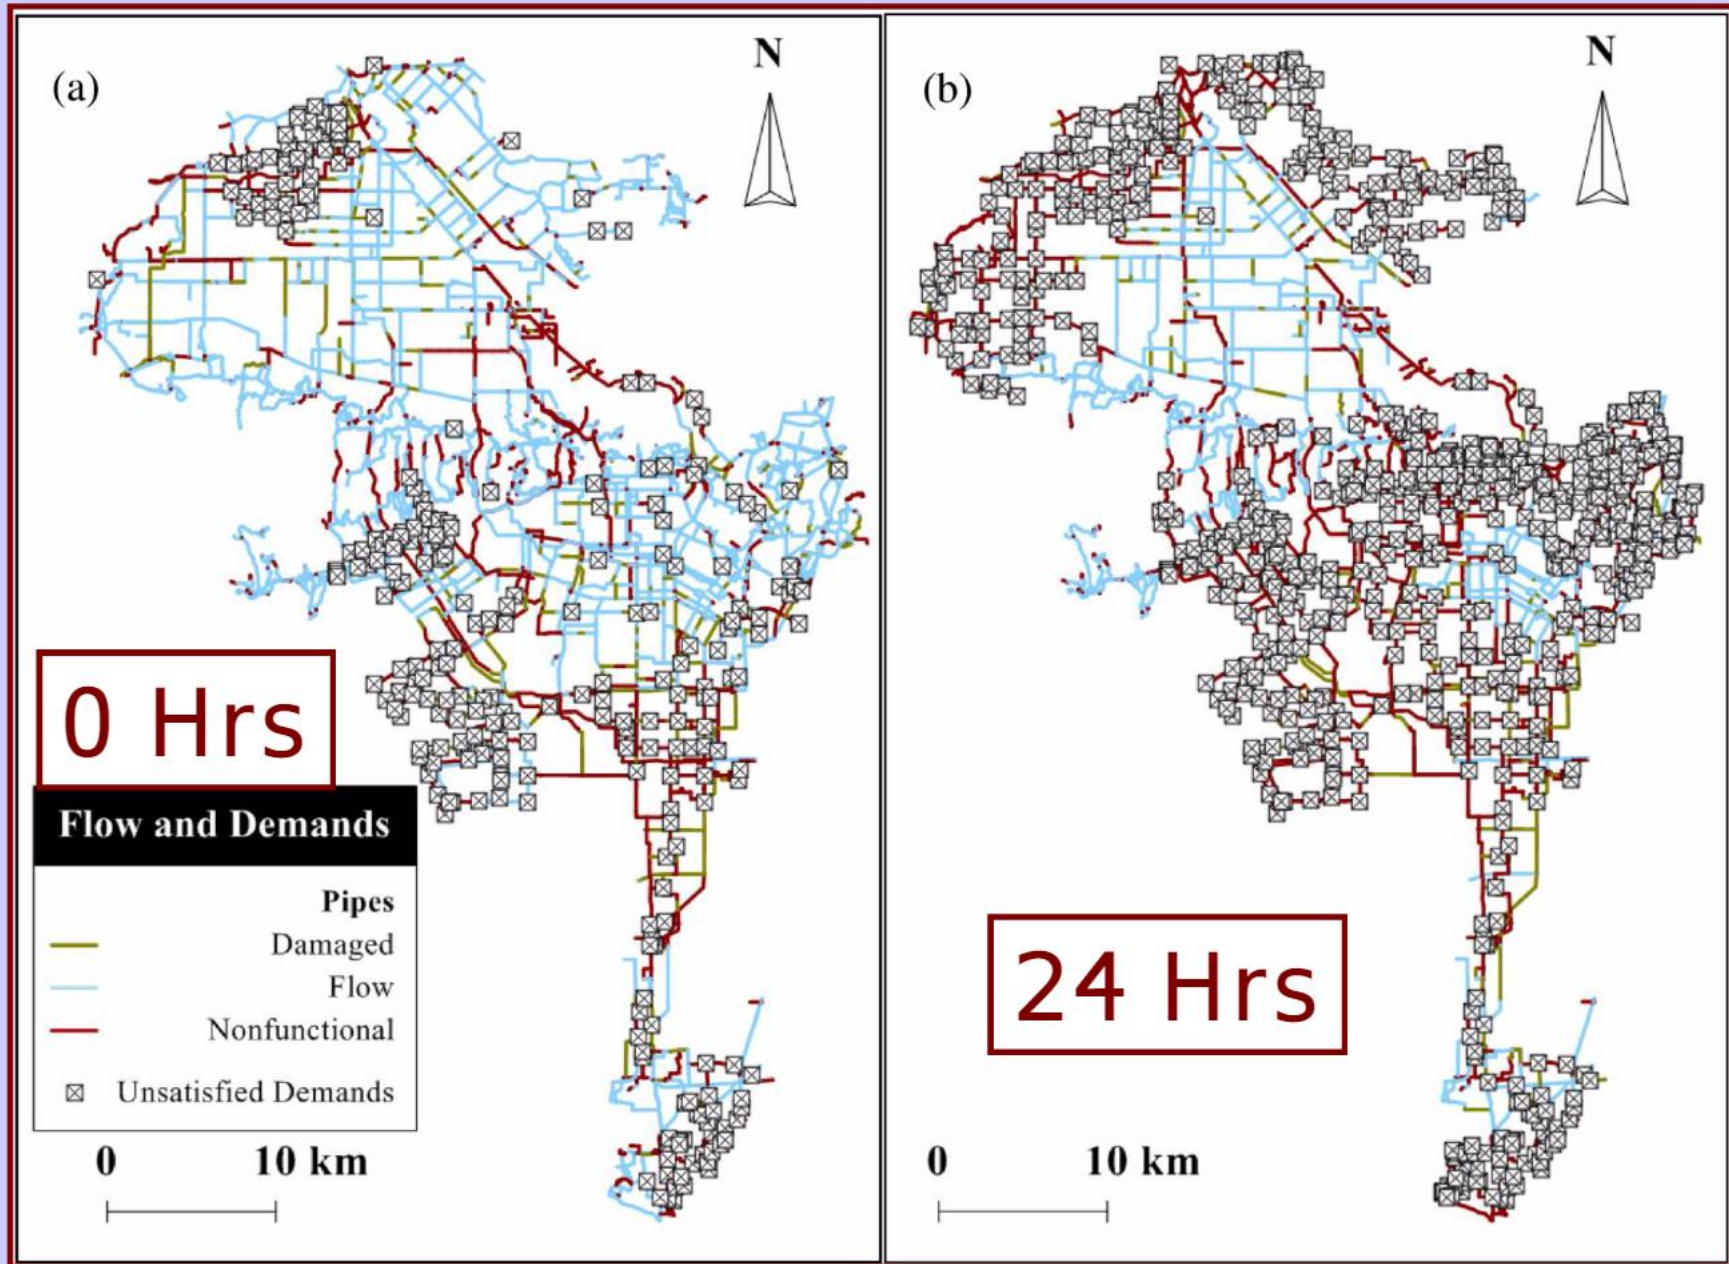 (a)
N
0 Hrs
Flow and Demands
Pipes
Damaged
Flow
Nonfunctional
Unsatisfied Demands
0 10 km
(b)
N
24 Hrs
0 10 km